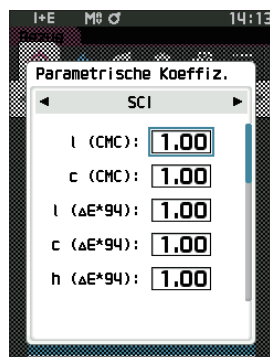 I+E M 14:13
Bezug
Parametrische Koeffiz.
◄ SCI ►
l (CMC): 1.00
c (CMC): 1.00
l (ΔE*94): 1.00
c (ΔE*94): 1.00
h (ΔE*94): 1.00